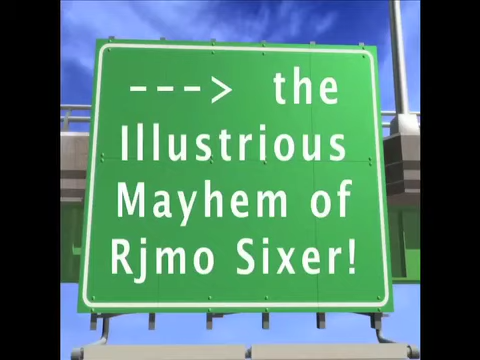 ---> the
Illustrious
Mayhem of
Rjmo Sixer!